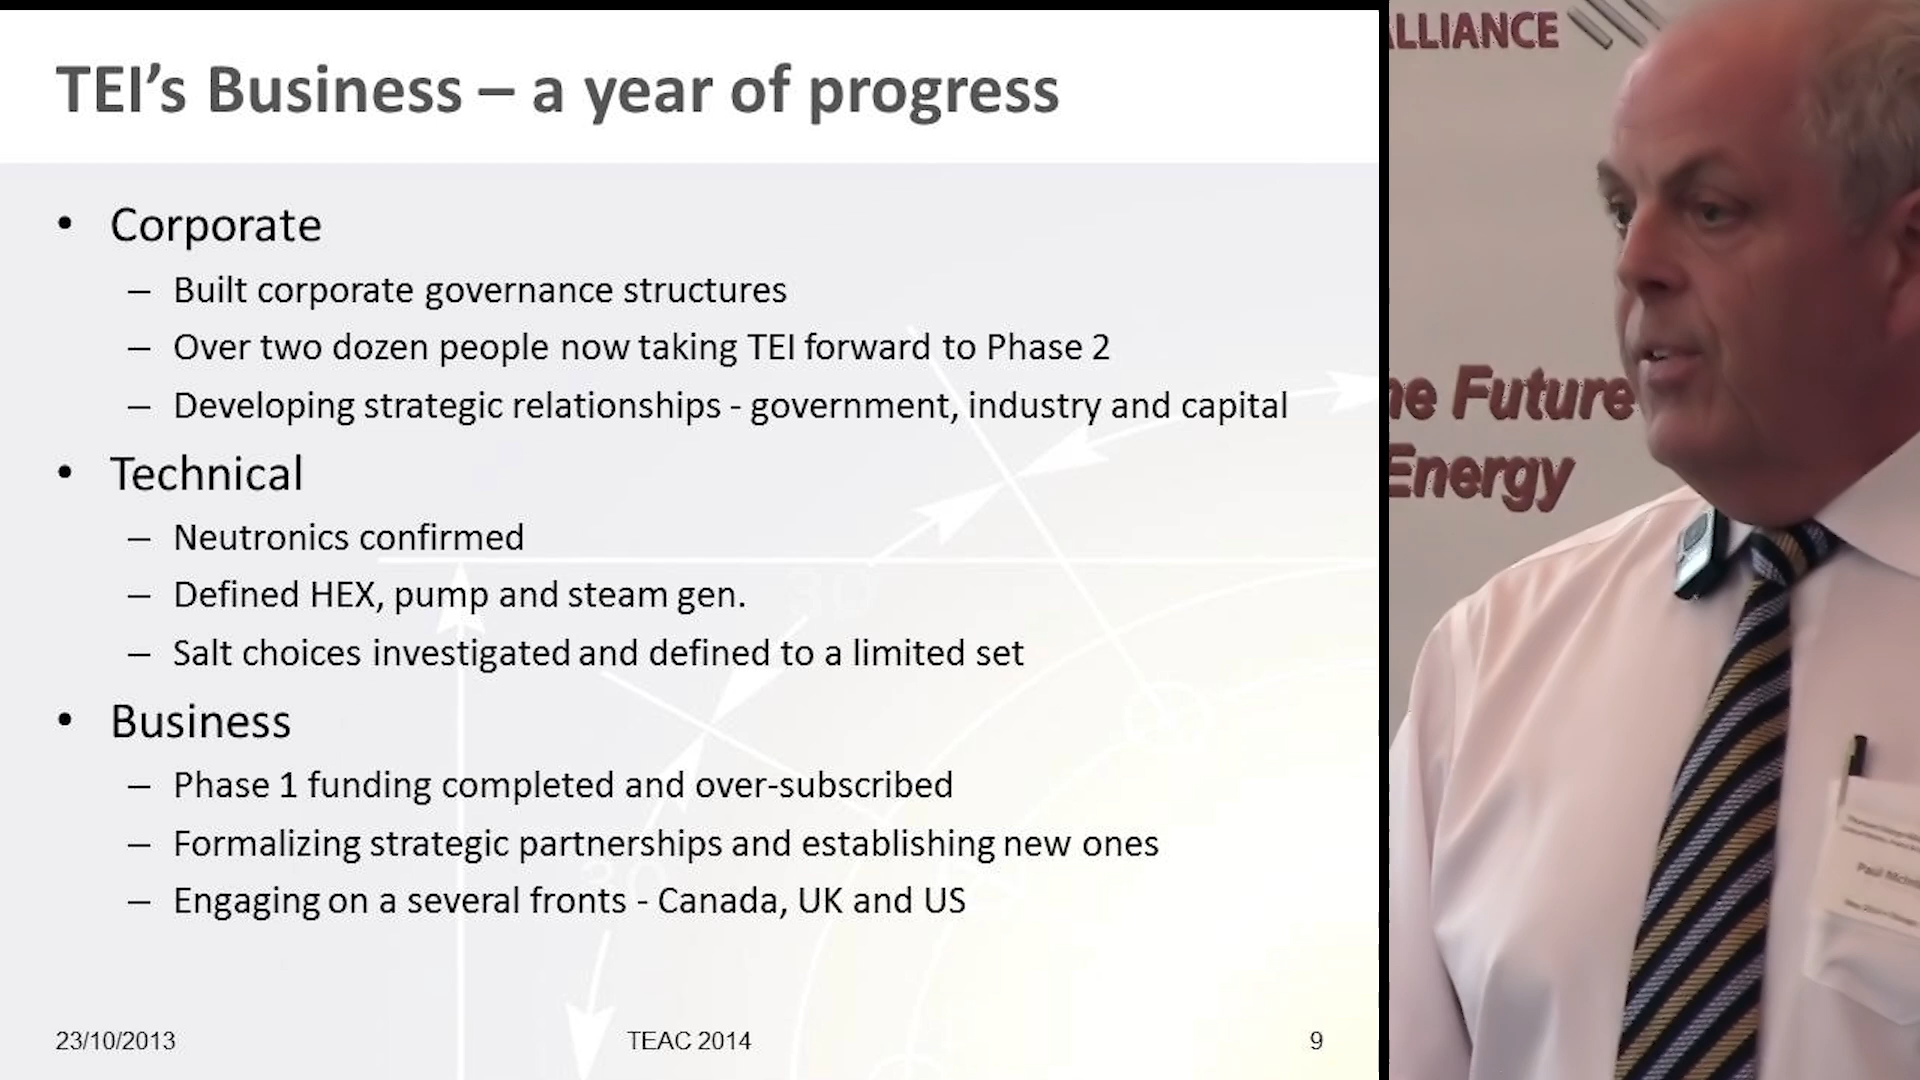 TEI’s Business – a year of progress
• Corporate
– Built corporate governance structures
– Over two dozen people now taking TEI forward to Phase 2
– Developing strategic relationships - government, industry and capital
• Technical
– Neutronics confirmed
– Defined HEX, pump and steam gen.
– Salt choices investigated and defined to a limited set
• Business
– Phase 1 funding completed and over-subscribed
– Formalizing strategic partnerships and establishing new ones
– Engaging on a several fronts - Canada, UK and US
23/10/2013 TEAC 2014 9
ALLIANCE
Future
Energy
Paul